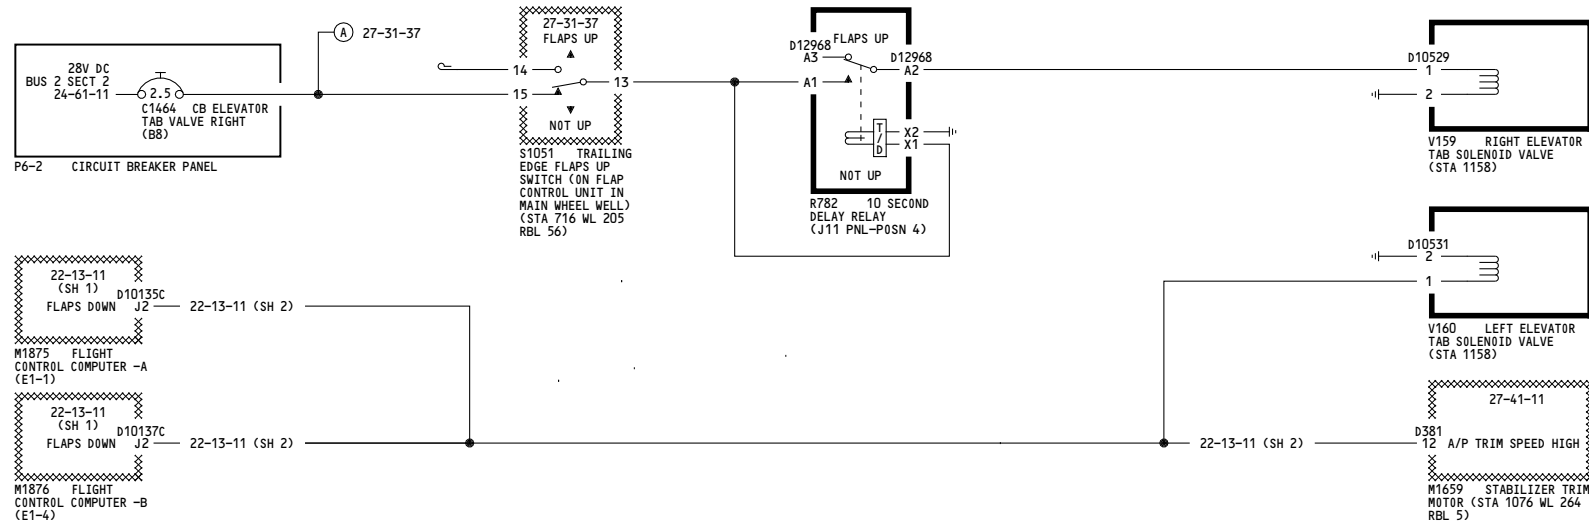 28V DC
BUS 2 SECT 2
24-61-11
2.5
C1464 CB ELEVATOR
TAB VALVE RIGHT
(B8)
P6-2 CIRCUIT BREAKER PANEL
A 27-31-37
27-31-37
FLAPS UP
14
15
13
NOT UP
S1051 TRAILING
EDGE FLAPS UP
SWITCH (ON FLAP
CONTROL UNIT IN
MAIN WHEEL WELL)
(STA 716 WL 205
RBL 56)
FLAPS UP
D12968
A3
A1
D12968
A2
T/D
X2
X1
NOT UP
R782 10 SECOND
DELAY RELAY
(J11 PNL-POSN 4)
D10529
1
2
V159 RIGHT ELEVATOR
TAB SOLENOID VALVE
(STA 1158)
D10531
2
1
V160 LEFT ELEVATOR
TAB SOLENOID VALVE
(STA 1158)
22-13-11
(SH 1)
D10135C
FLAPS DOWN J2 22-13-11 (SH 2)
M1875 FLIGHT
CONTROL COMPUTER -A
(E1-1)
22-13-11
(SH 1)
D10137C
FLAPS DOWN J2 22-13-11 (SH 2)
M1876 FLIGHT
CONTROL COMPUTER -B
(E1-4)
22-13-11 (SH 2)
27-41-11
D381
12 A/P TRIM SPEED HIGH
M1659 STABILIZER TRIM
MOTOR (STA 1076 WL 264
RBL 5)